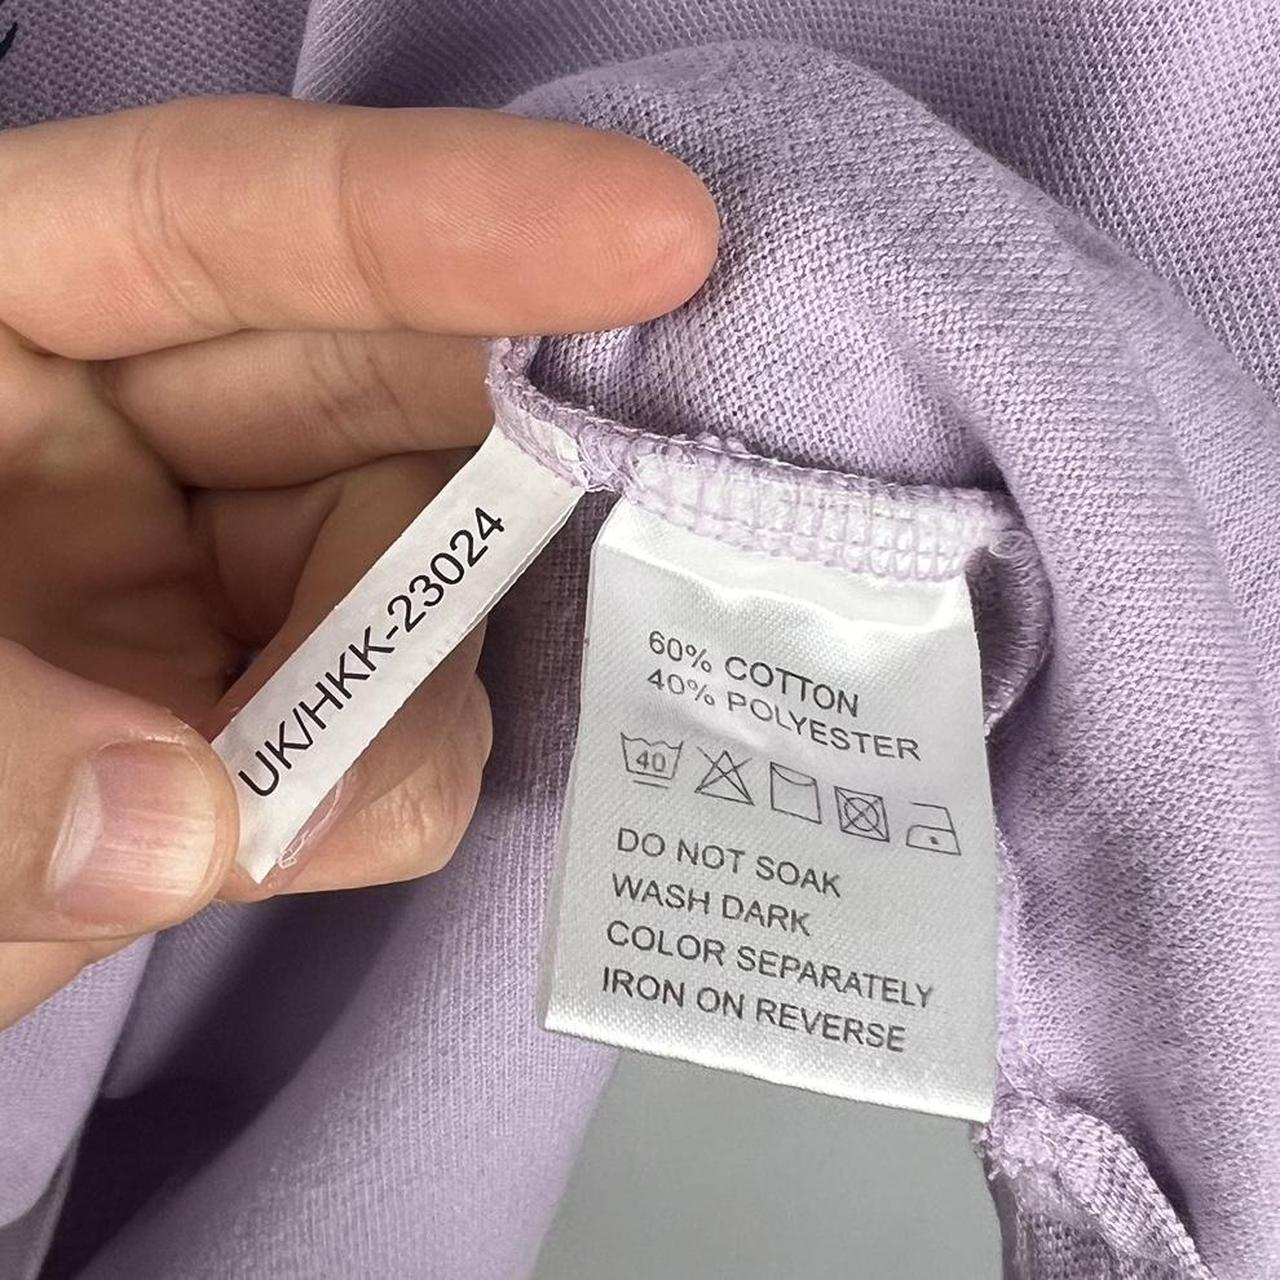 UK/HKK-23024
60% COTTON
40% POLYESTER
40
DO NOT SOAK
WASH DARK
COLOR SEPARATELY
IRON ON REVERSE